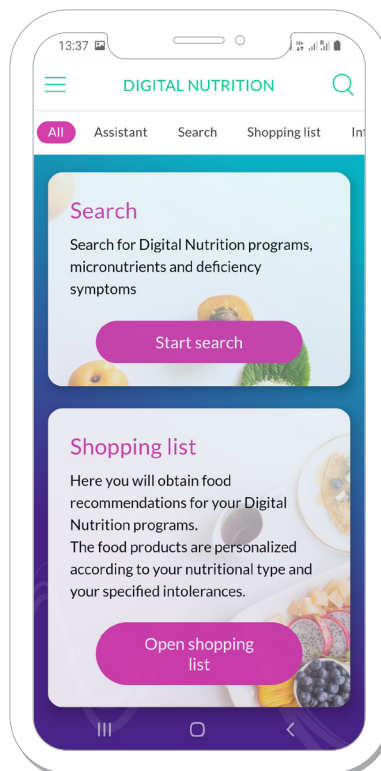 13:37
DIGITAL NUTRITION
All Assistant Search Shopping list
Search
Search for Digital Nutrition programs,
micronutrients and deficiency
symptoms
Start search
Shopping list
Here you will obtain food
recommendations for your Digital
Nutrition programs.
The food products are personalized
according to your nutritional type and
your specified intolerances.
Open shopping
list